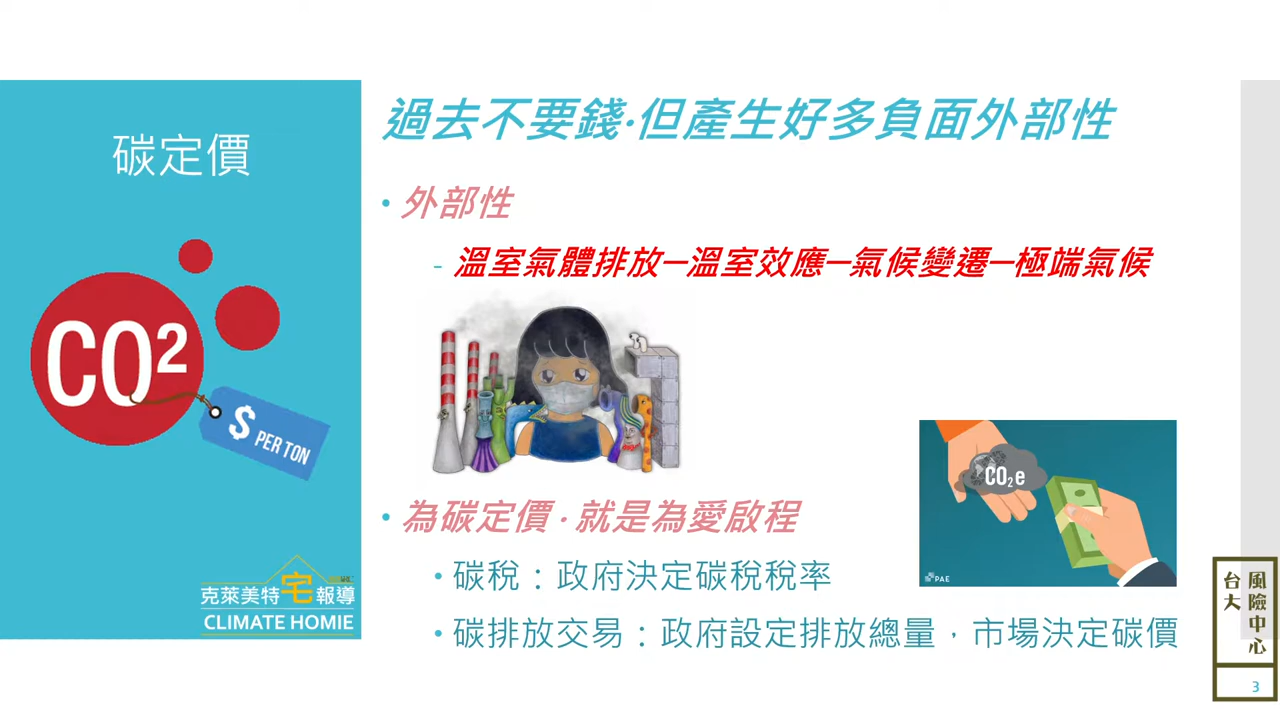 碳定價
CO²
$ PER TON
克萊美特宅報導
CLIMATE HOMIE
過去不要錢·但產生好多負面外部性
• 外部性
- 溫室氣體排放─溫室效應─氣候變遷─極端氣候
CO₂e
PAE
• 為碳定價·就是為愛啟程
• 碳稅：政府決定碳稅稅率
• 碳排放交易：政府設定排放總量，市場決定碳價
台大
風險中心
3